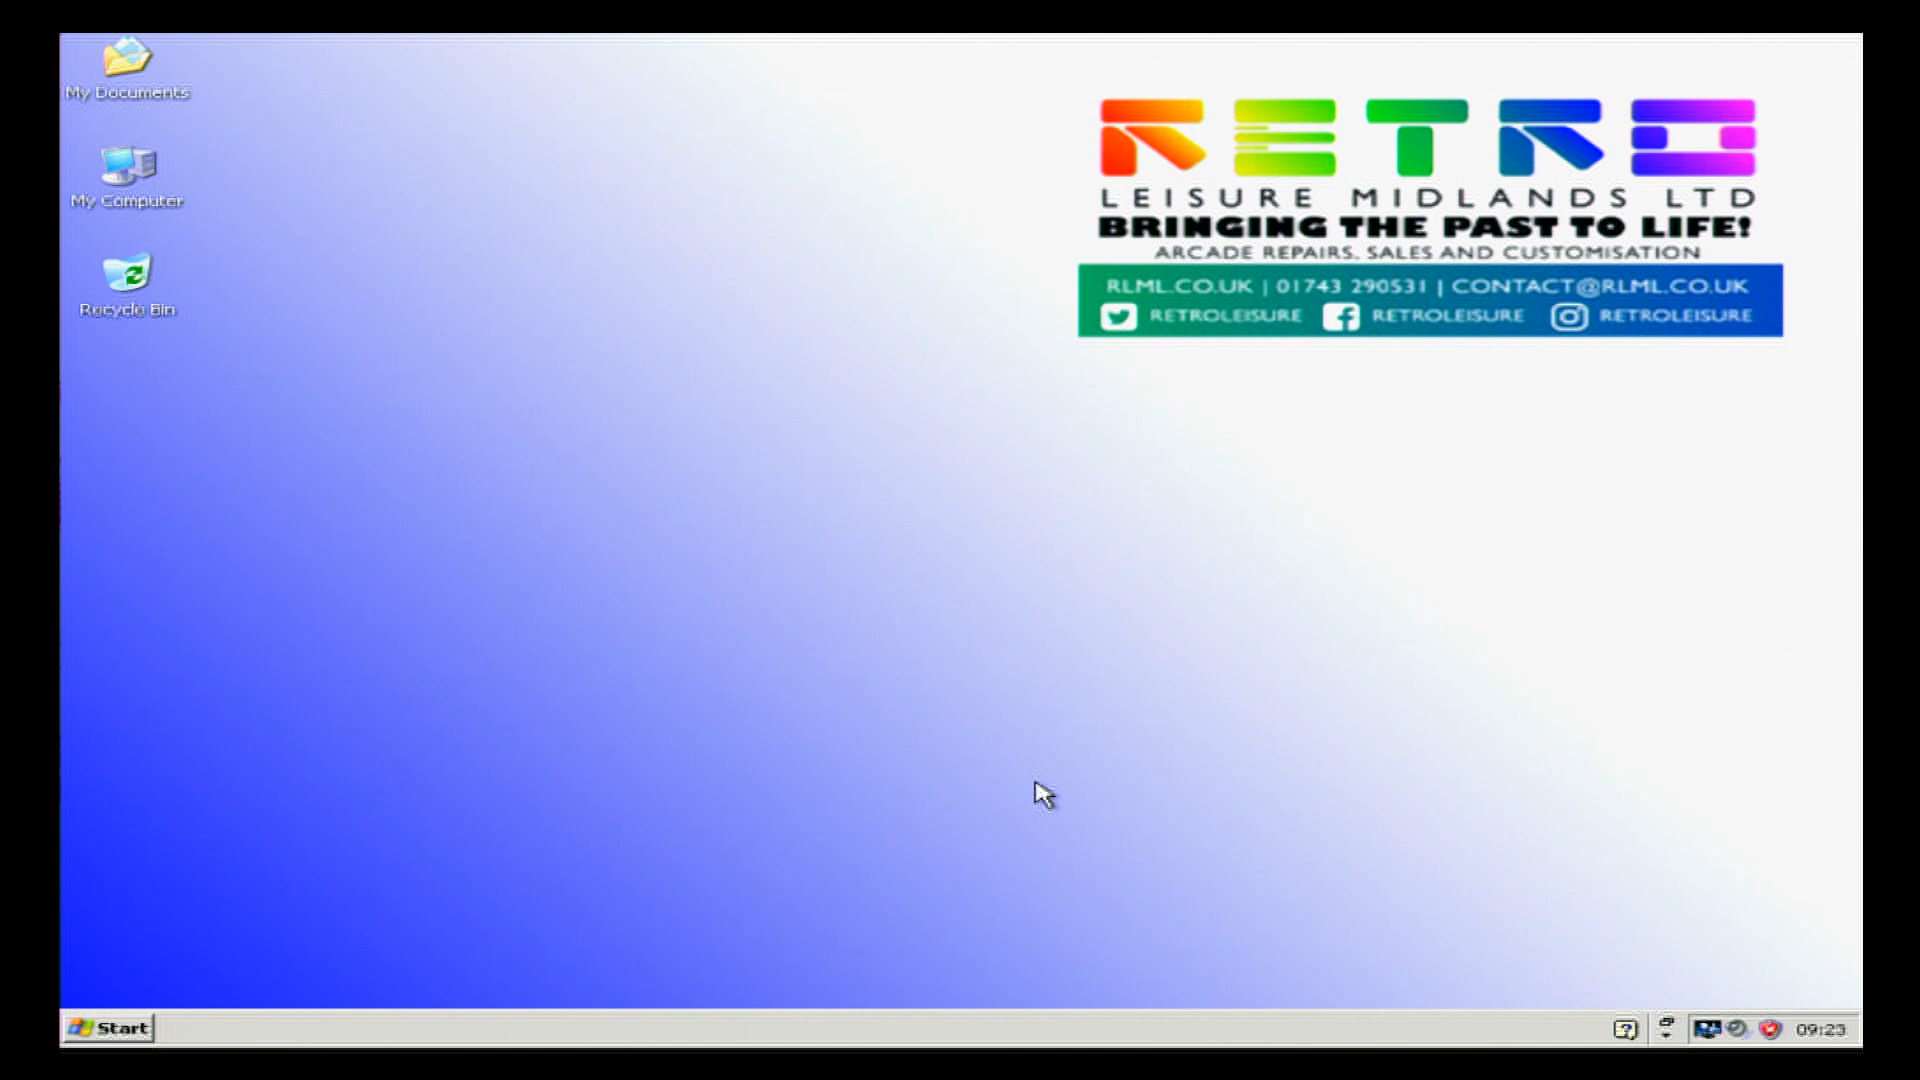 My Documents
My Computer
Recycle Bin
RETRO
LEISURE MIDLANDS LTD
BRINGING THE PAST TO LIFE!
ARCADE REPAIRS, SALES AND CUSTOMISATION
RLML.CO.UK | 01743 290531 | CONTACT@RLML.CO.UK
RETROLEISURE RETROLEISURE RETROLEISURE
Start
09:23